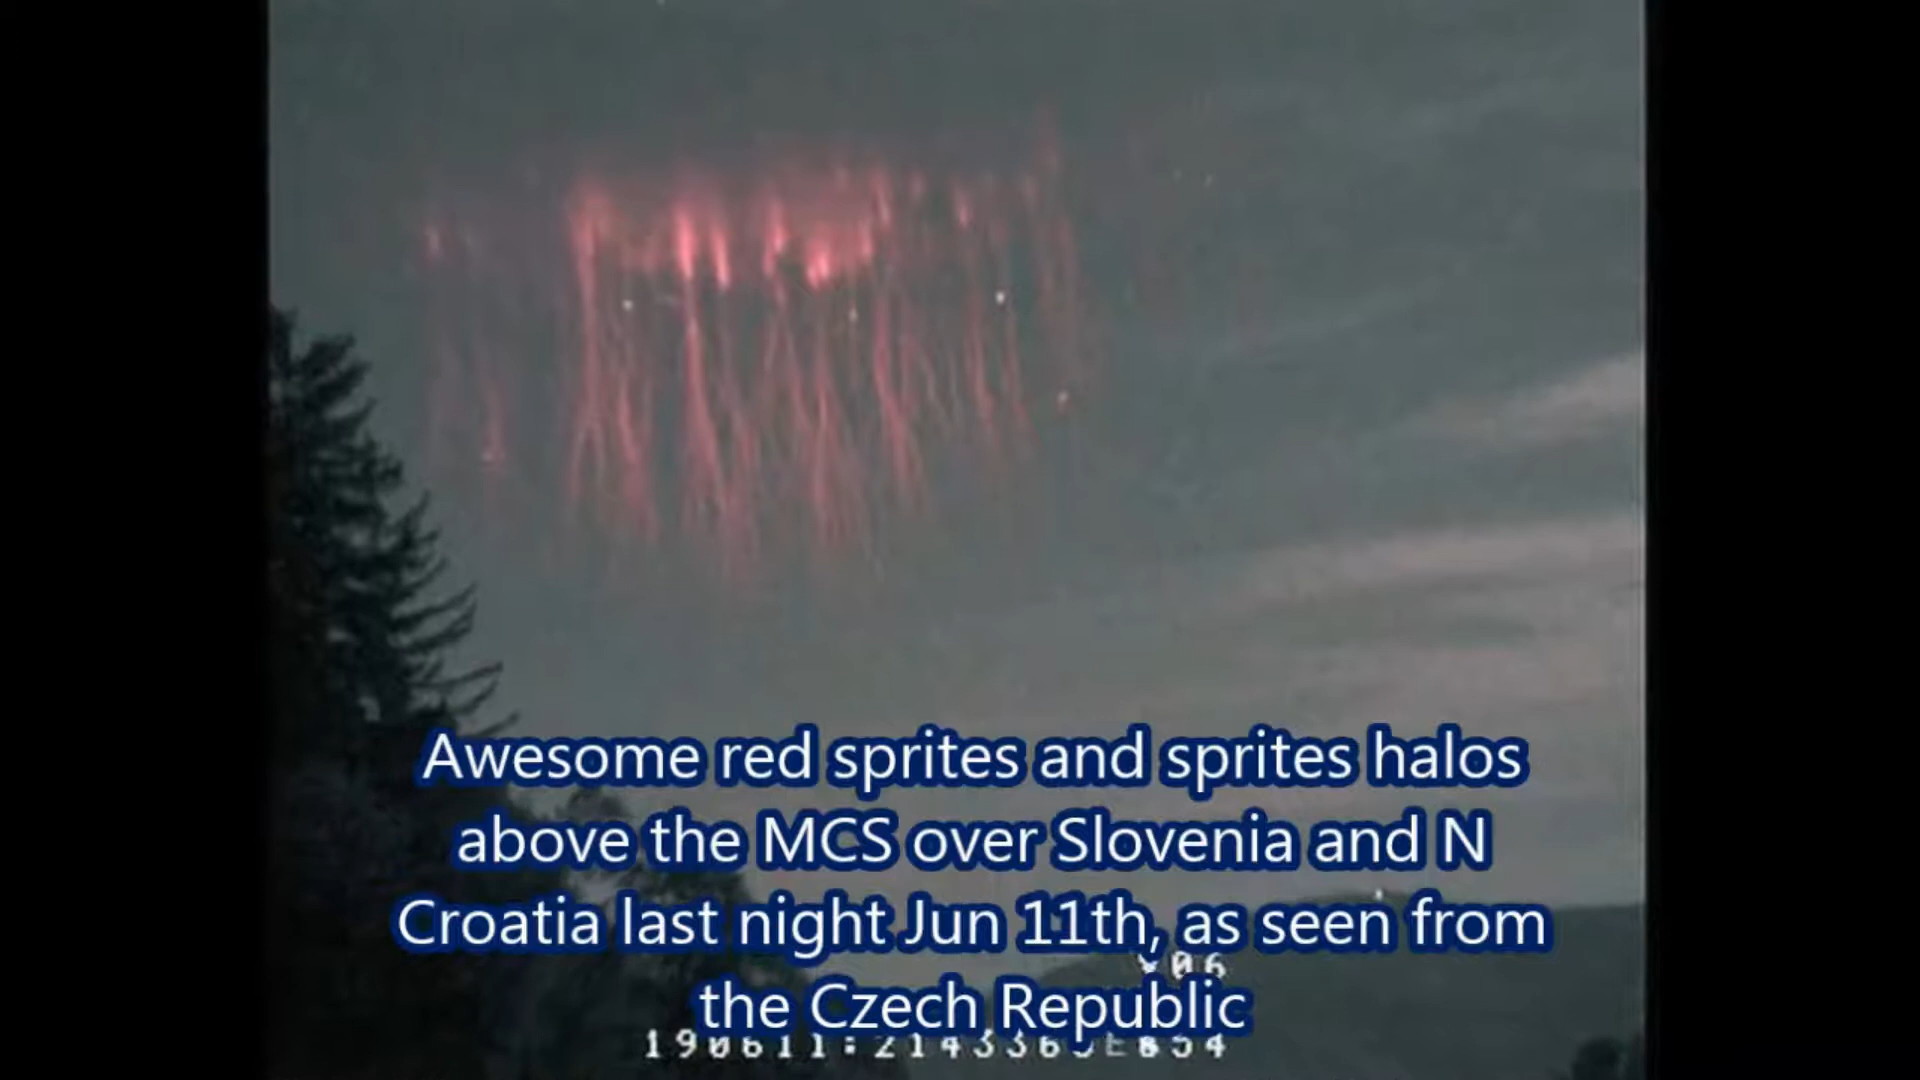 Awesome red sprites and sprites halos
above the MCS over Slovenia and N
Croatia last night Jun 11th, as seen from
the Czech Republic